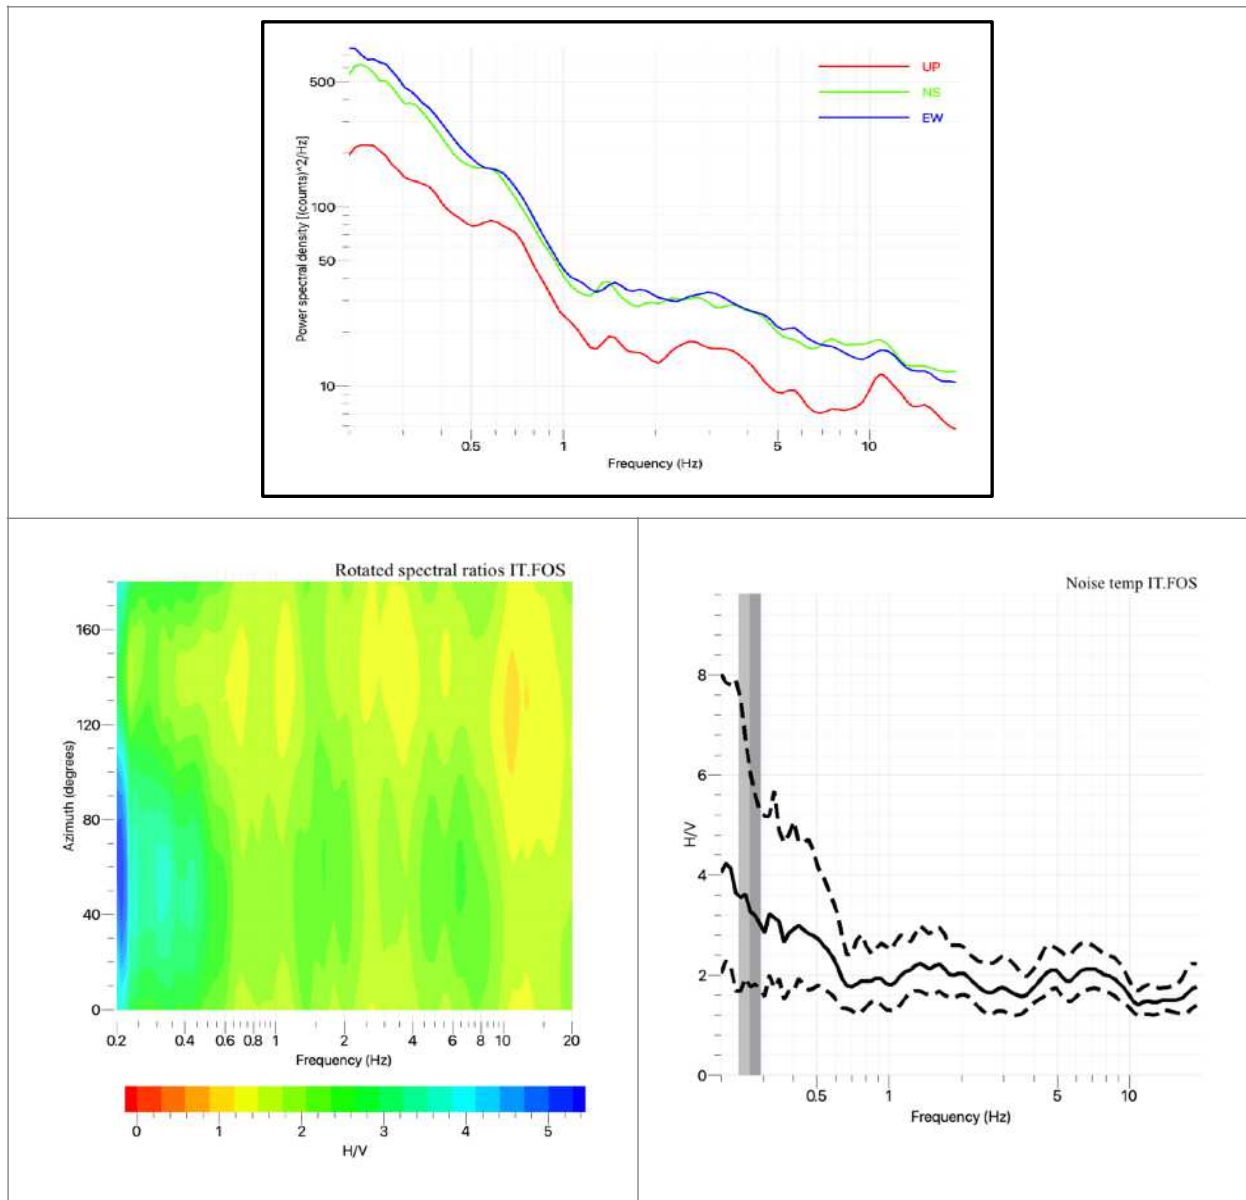 UP
NS
EW
500
100
50
10
Power spectral density [(counts)^2/Hz]
0.5 1 5 10
Frequency (Hz)
Rotated spectral ratios IT.FOS
160
120
80
40
0
Azimuth (degrees)
0.2 0.4 0.6 0.8 1 2 4 6 8 10 20
Frequency (Hz)
0 1 2 3 4 5
H/V
Noise temp IT.FOS
8
6
4
2
0
H/V
0.5 1 5 10
Frequency (Hz)